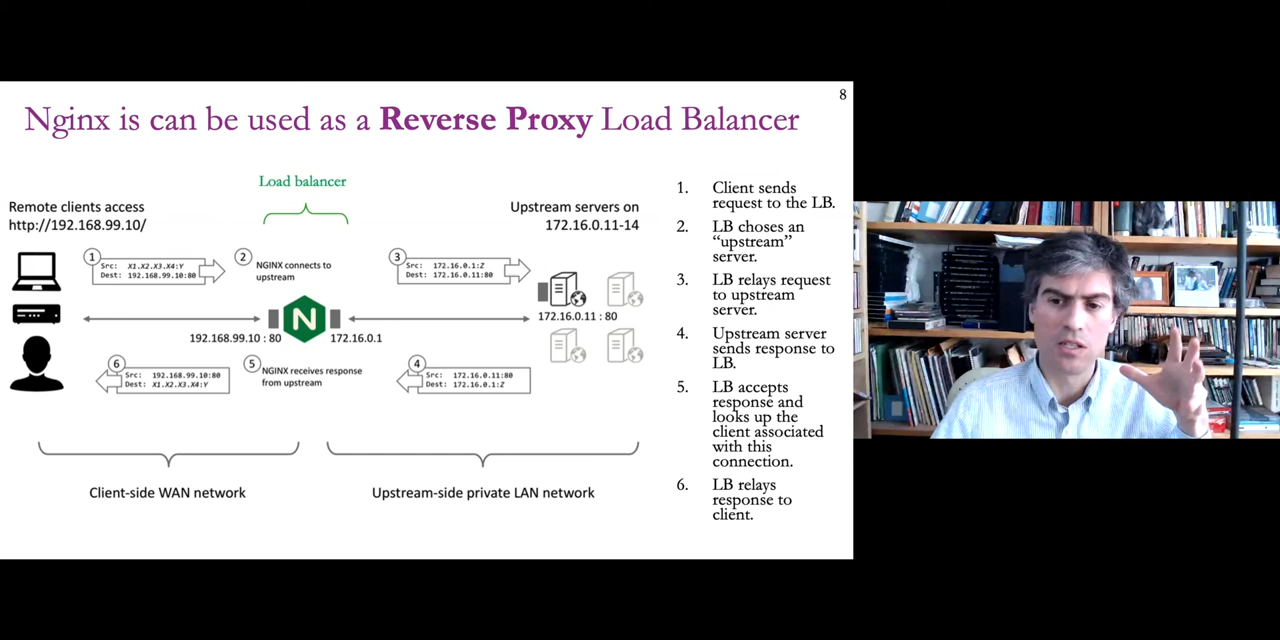 8
Nginx is can be used as a Reverse Proxy Load Balancer
Load balancer
Remote clients access
http://192.168.99.10/
Upstream servers on
172.16.0.11-14
1
Src: X1.X2.X3.X4:Y
Dest: 192.168.99.10:80
2
NGINX connects to
upstream
3
Src: 172.16.0.1:Z
Dest: 172.16.0.11:80
N
192.168.99.10 : 80
172.16.0.1
172.16.0.11 : 80
6
Src: 192.168.99.10:80
Dest: X1.X2.X3.X4:Y
5
NGINX receives response
from upstream
4
Src: 172.16.0.11:80
Dest: 172.16.0.1:Z
Client-side WAN network
Upstream-side private LAN network
1. Client sends
request to the LB.
2. LB choses an
“upstream”
server.
3. LB relays request
to upstream
server.
4. Upstream server
sends response to
LB.
5. LB accepts
response and
looks up the
client associated
with this
connection.
6. LB relays
response to
client.